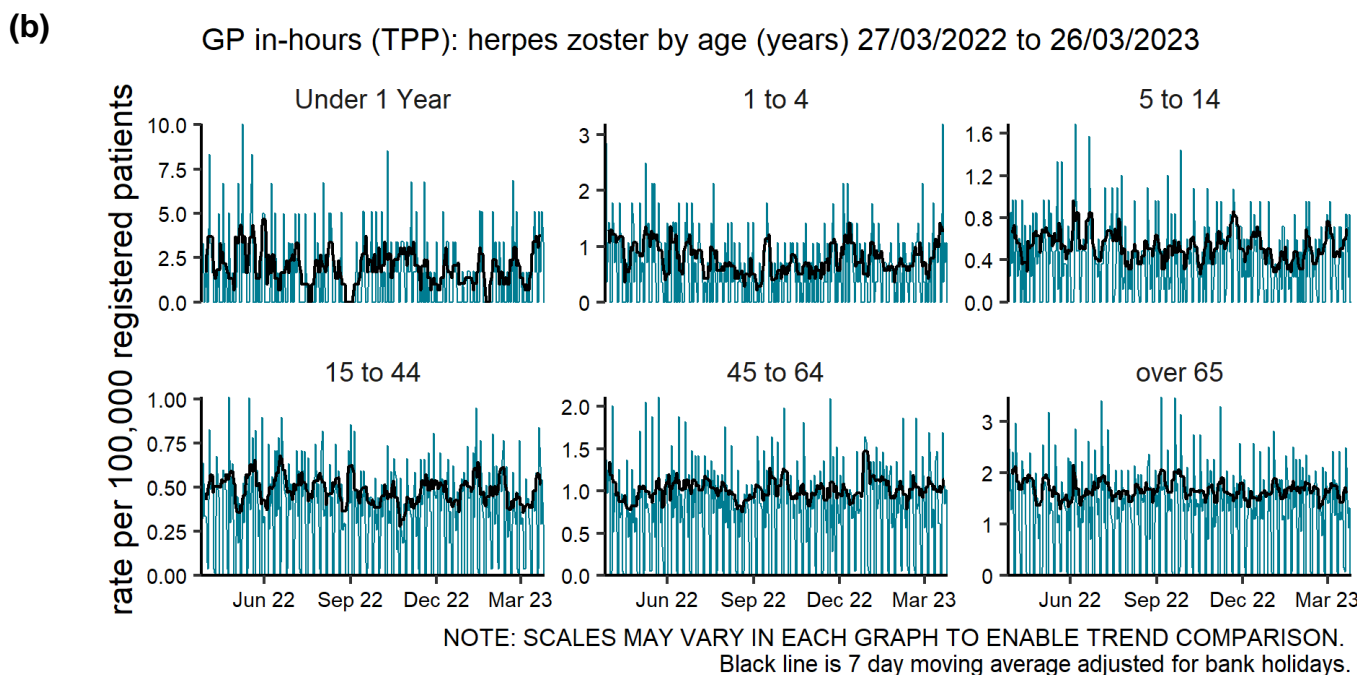 (b)
GP in-hours (TPP): herpes zoster by age (years) 27/03/2022 to 26/03/2023
rate per 100,000 registered patients
Under 1 Year
10.0
7.5
5.0
2.5
0.0
1 to 4
3
2
1
0
5 to 14
1.6
1.2
0.8
0.4
0.0
15 to 44
1.00
0.75
0.50
0.25
0.00
Jun 22 Sep 22 Dec 22 Mar 23
45 to 64
2.0
1.5
1.0
0.5
0.0
Jun 22 Sep 22 Dec 22 Mar 23
over 65
3
2
1
0
Jun 22 Sep 22 Dec 22 Mar 23
NOTE: SCALES MAY VARY IN EACH GRAPH TO ENABLE TREND COMPARISON.
Black line is 7 day moving average adjusted for bank holidays.